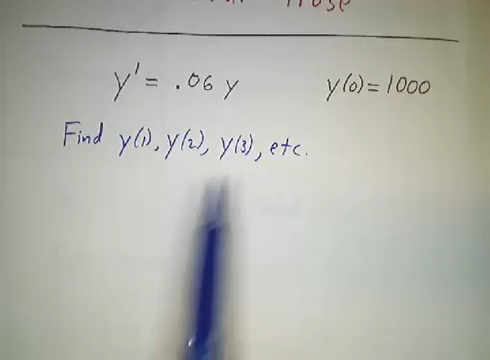 y' = .06 y y(0) = 1000
Find y(1), y(2), y(3), etc.